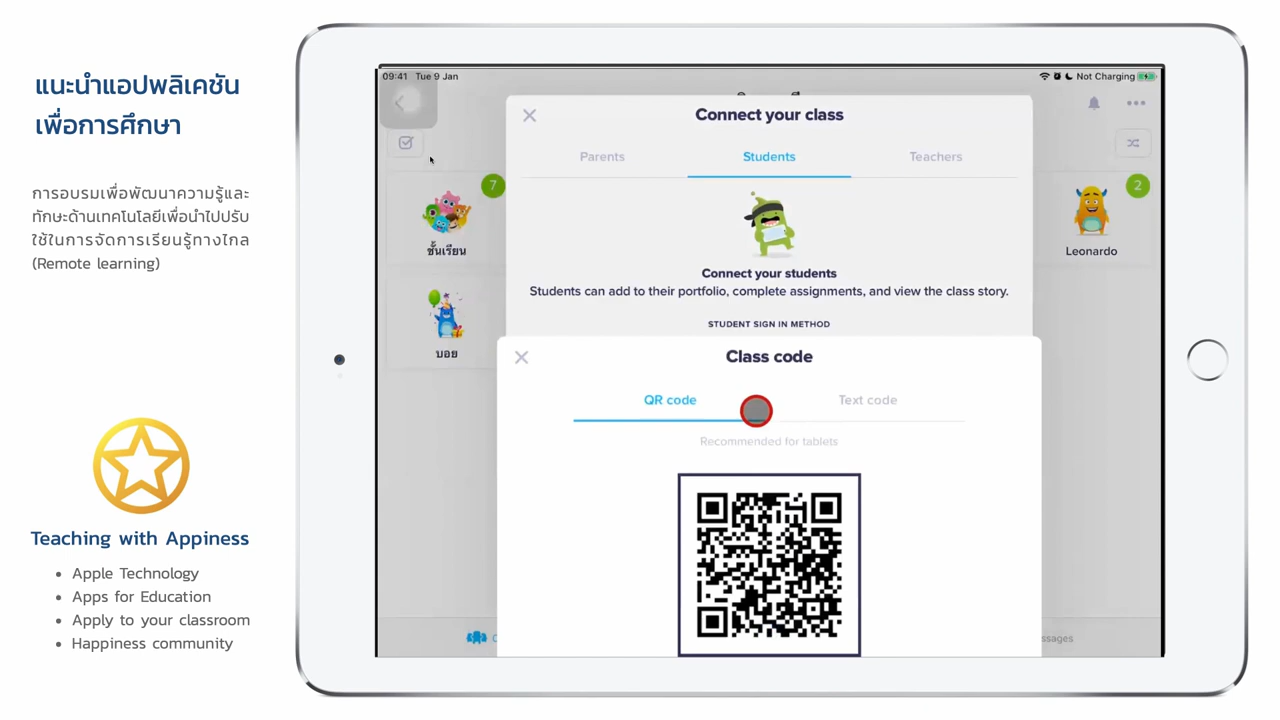 แนะนำแอปพลิเคชัน
เพื่อการศึกษา
การอบรมเพื่อพัฒนาความรู้และ
ทักษะด้านเทคโนโลยีเพื่อนำไปปรับ
ใช้ในการจัดการเรียนรู้ทางไกล
(Remote learning)
Teaching with Appiness
• Apple Technology
• Apps for Education
• Apply to your classroom
• Happiness community
09:41 Tue 9 Jan
Not Charging
Connect your class
Parents Students Teachers
7
2
ชั้นเรียน
Leonardo
Connect your students
Students can add to their portfolio, complete assignments, and view the class story.
STUDENT SIGN IN METHOD
บอย
Class code
QR code Text code
Recommended for tablets